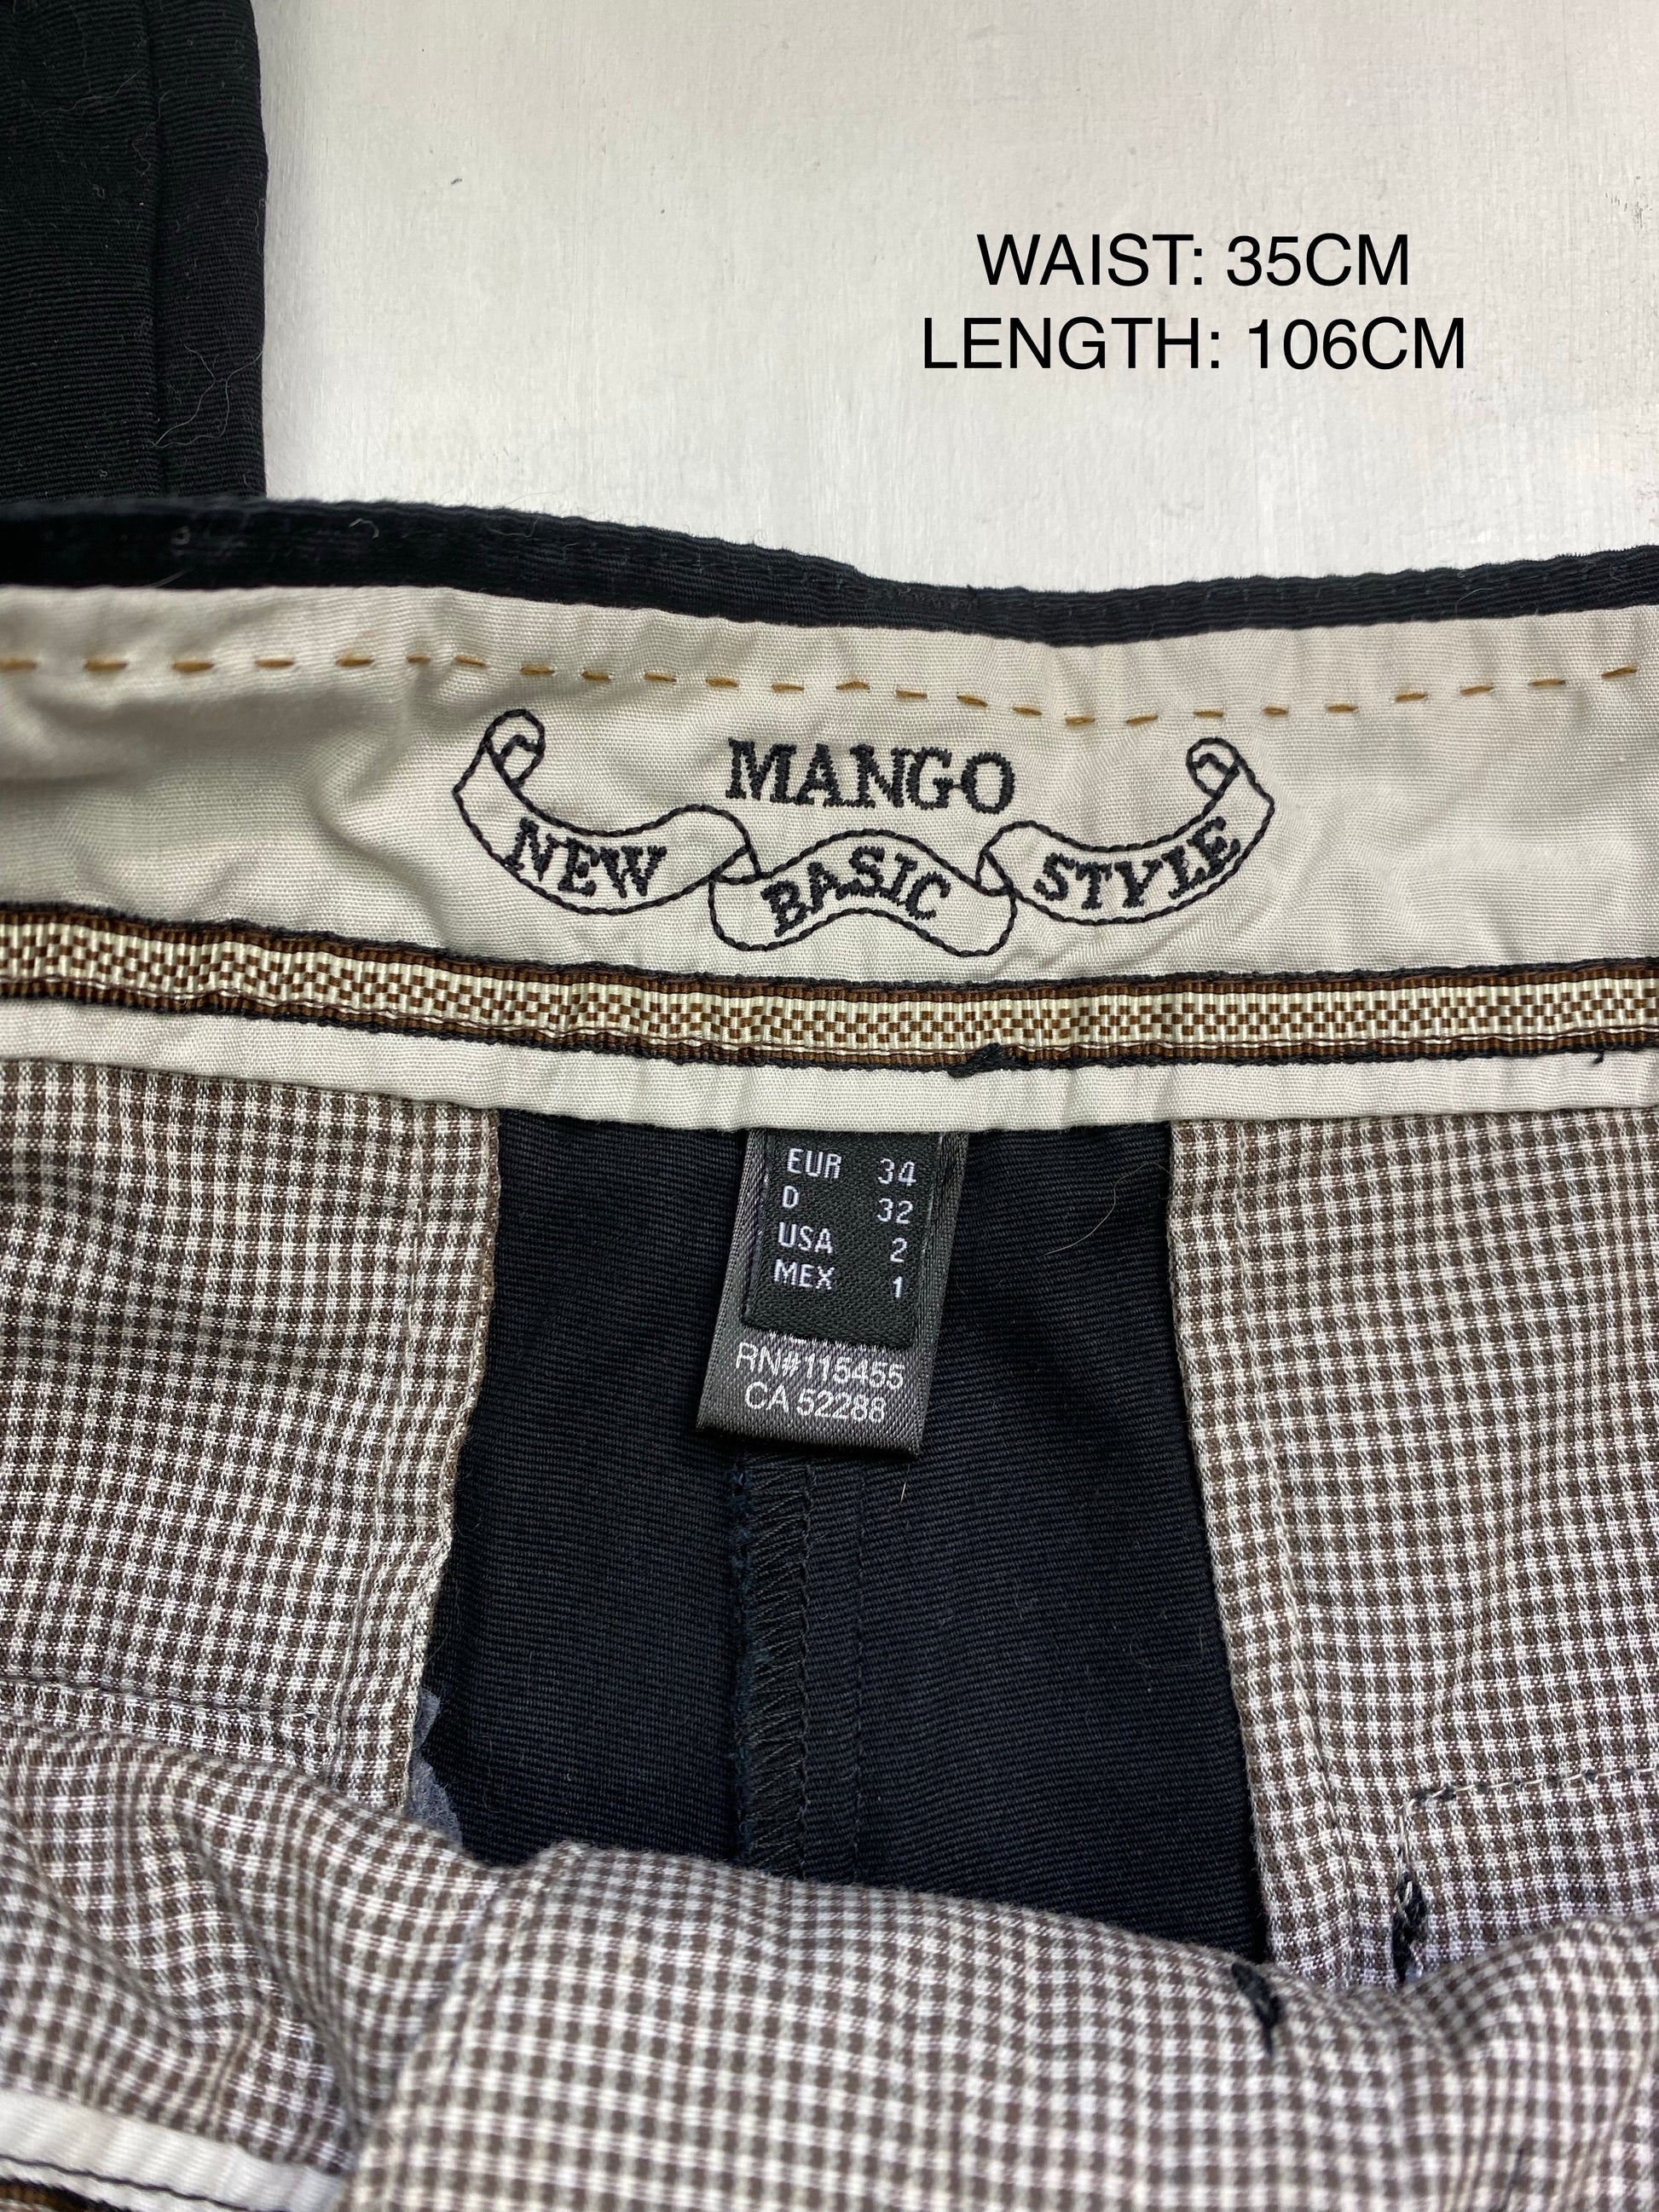 WAIST: 35CM
LENGTH: 106CM
MANGO
NEW BASIC STYLE
EUR 34
D 32
USA 2
MEX 1
RN#115455
CA 52288